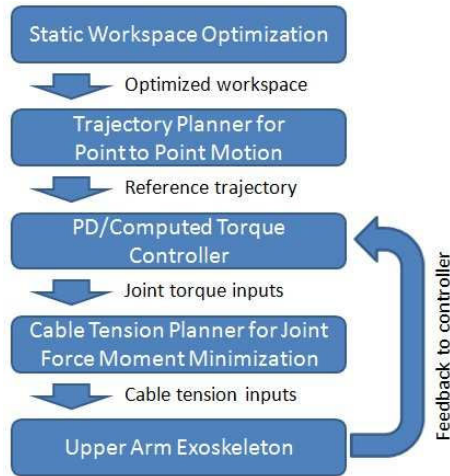 Static Workspace Optimization
Optimized workspace
Trajectory Planner for
Point to Point Motion
Reference trajectory
PD/Computed Torque
Controller
Joint torque inputs
Cable Tension Planner for Joint
Force Moment Minimization
Cable tension inputs
Upper Arm Exoskeleton
Feedback to controller